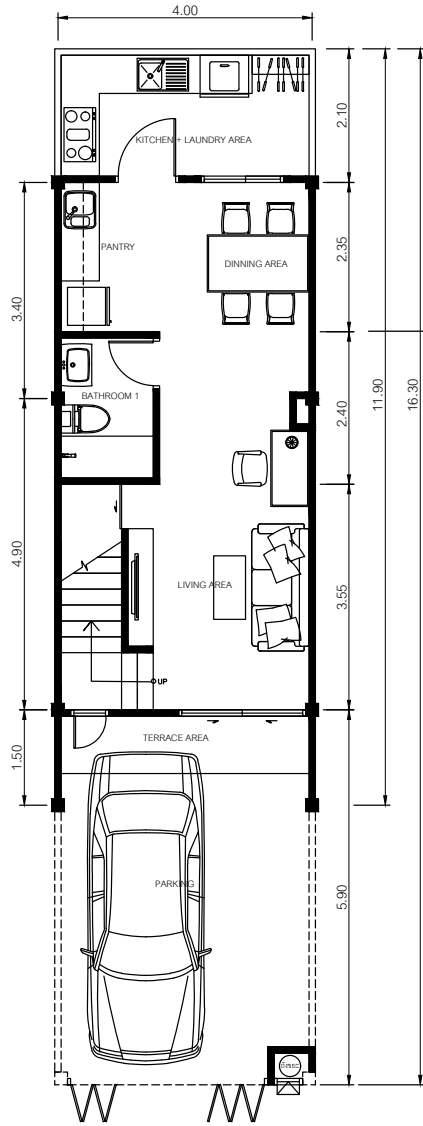 4.00
KITCHEN + LAUNDRY AREA
2.10
PANTRY
DINNING AREA
2.35
3.40
BATHROOM 1
2.40
11.90
16.30
4.90
LIVING AREA
3.55
UP
TERRACE AREA
1.50
PARKING
5.90